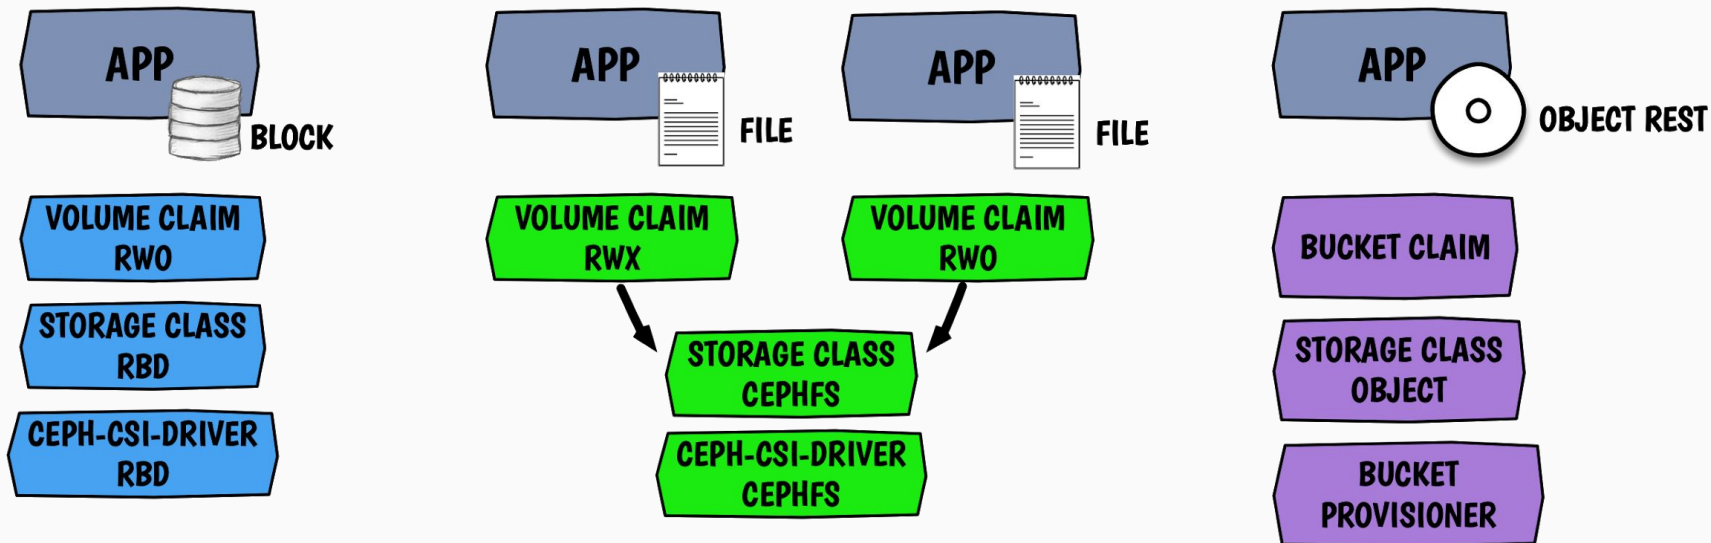 APP
BLOCK
VOLUME CLAIM
RWO
STORAGE CLASS
RBD
CEPH-CSI-DRIVER
RBD
APP
FILE
APP
FILE
VOLUME CLAIM
RWX
VOLUME CLAIM
RWO
STORAGE CLASS
CEPHFS
CEPH-CSI-DRIVER
CEPHFS
APP
OBJECT REST
BUCKET CLAIM
STORAGE CLASS
OBJECT
BUCKET
PROVISIONER